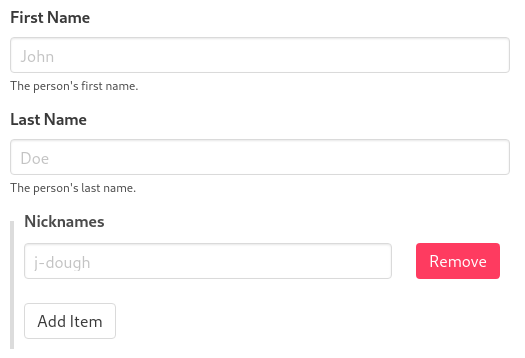 First Name
John
The person's first name.
Last Name
Doe
The person's last name.
Nicknames
j-dough
Remove
Add Item